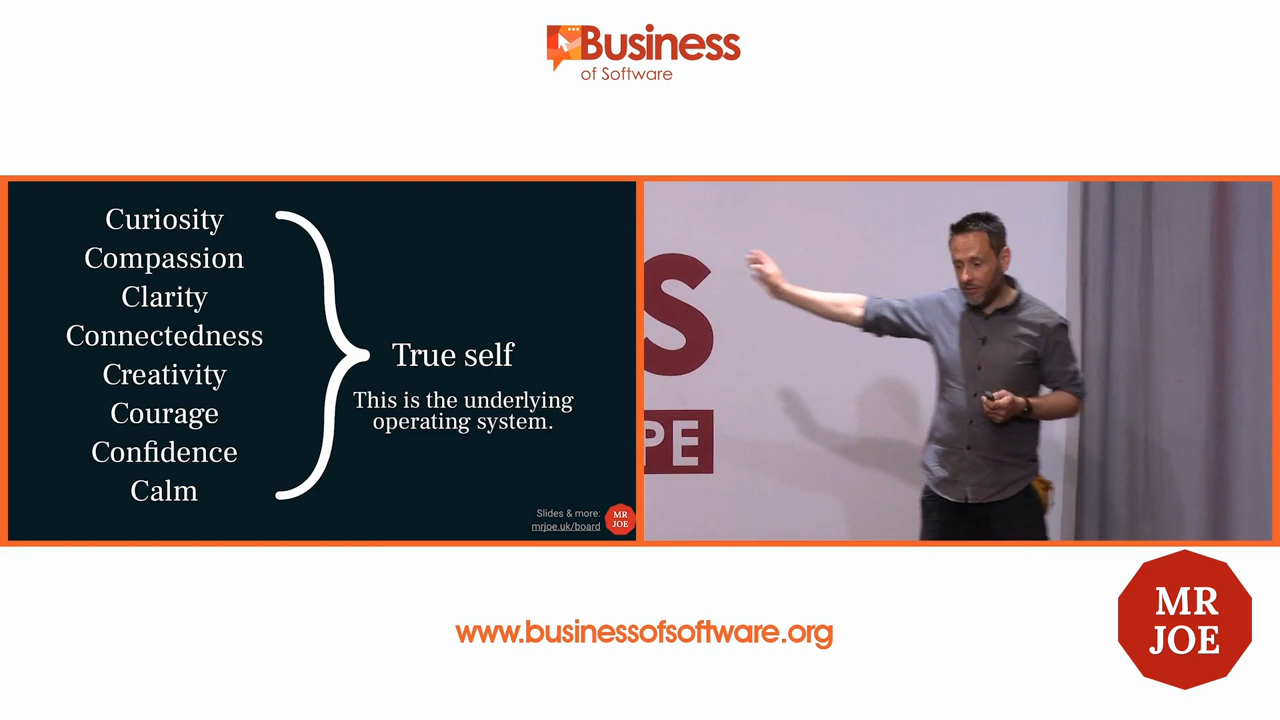 Business
of Software
Curiosity
Compassion
Clarity
Connectedness
Creativity
Courage
Confidence
Calm
True self
This is the underlying
operating system.
Slides & more:
mrjoe.uk/board
MR
JOE
S
PE
www.businessofsoftware.org
MR
JOE